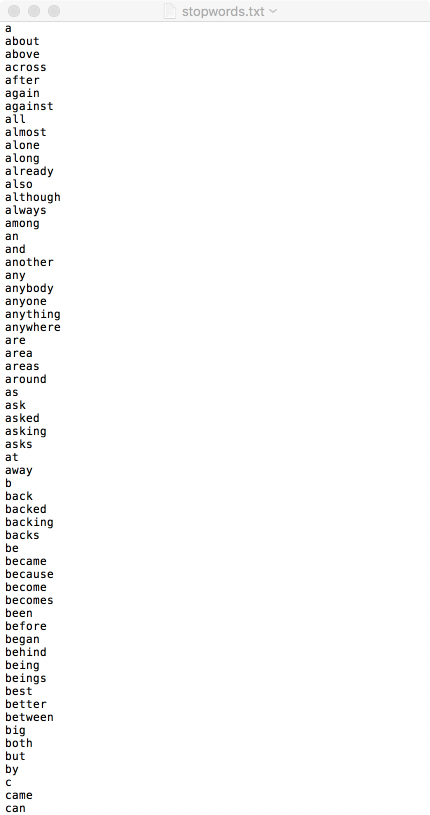 stopwords.txt
a
about
above
across
after
again
against
all
almost
alone
along
already
also
although
always
among
an
and
another
any
anybody
anyone
anything
anywhere
are
area
areas
around
as
ask
asked
asking
asks
at
away
b
back
backed
backing
backs
be
became
because
become
becomes
been
before
began
behind
being
beings
best
better
between
big
both
but
by
c
came
can